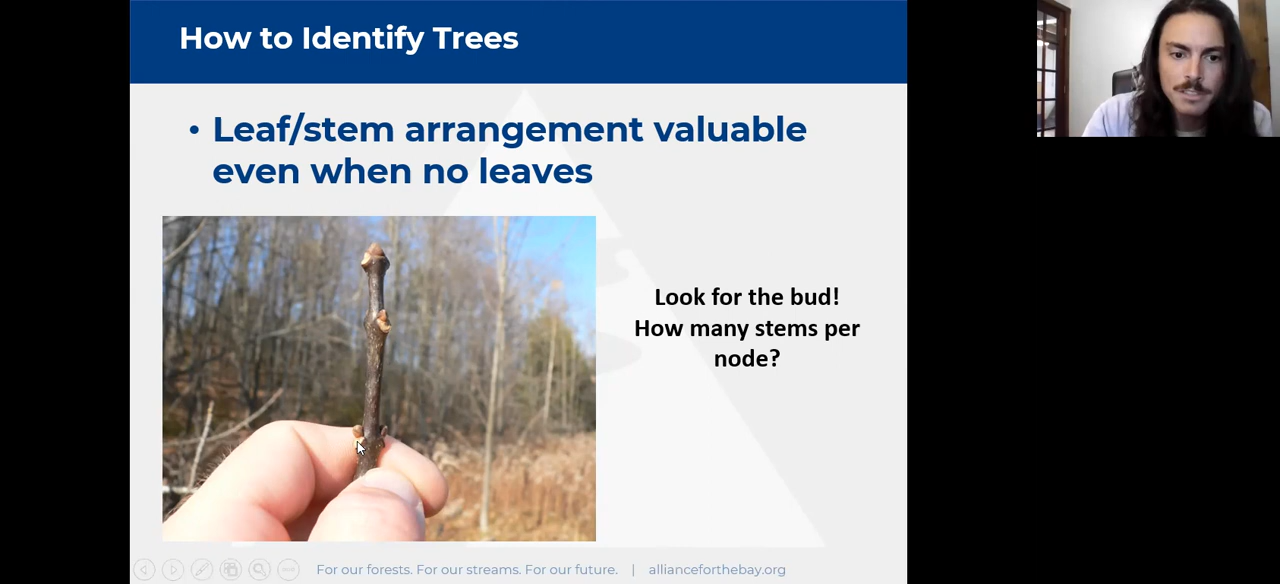 How to Identify Trees
• Leaf/stem arrangement valuable
even when no leaves
Look for the bud!
How many stems per
node?
For our forests. For our streams. For our future. | allianceforthebay.org